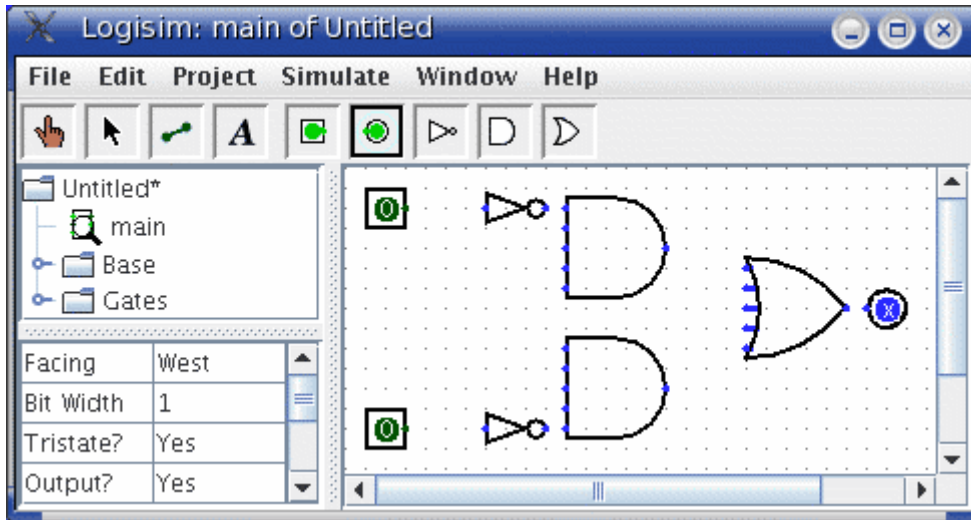 Logisim: main of Untitled
File Edit Project Simulate Window Help
A
Untitled*
main
Base
Gates
Facing West
Bit Width 1
Tristate? Yes
Output? Yes
0
0
x